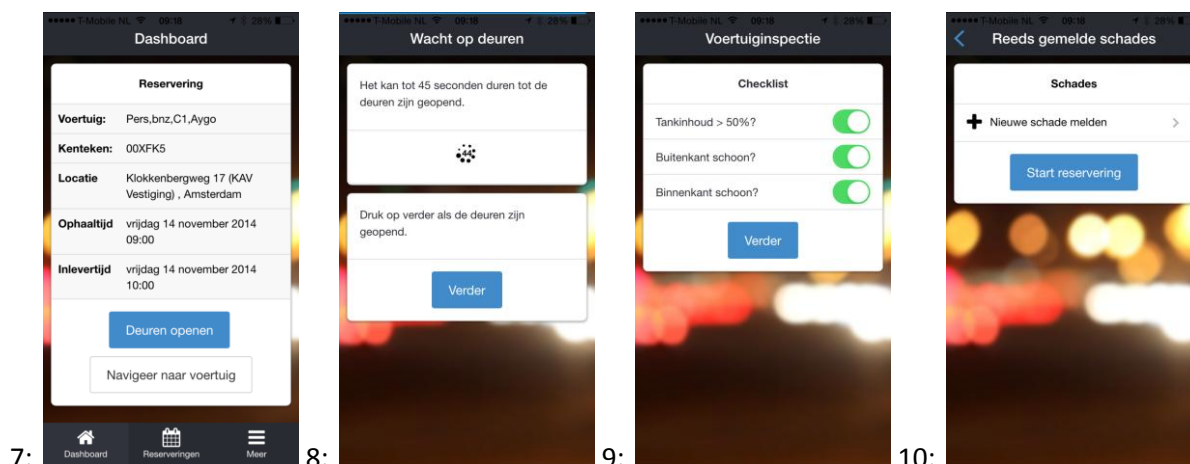 ●●●●● T-Mobile NL 09:18 28%
Dashboard
Reservering
Voertuig: Pers,bnz,C1,Aygo
Kenteken: 00XFK5
Locatie Klokkenbergweg 17 (KAV
Vestiging) , Amsterdam
Ophaaltijd vrijdag 14 november 2014
09:00
Inlevertijd vrijdag 14 november 2014
10:00
Deuren openen
Navigeer naar voertuig
Dashboard Reserveringen Meer
7:
●●●●● T-Mobile NL 09:18 28%
Wacht op deuren
Het kan tot 45 seconden duren tot de
deuren zijn geopend.
44
Druk op verder als de deuren zijn
geopend.
Verder
8:
●●●●● T-Mobile NL 09:18 28%
Voertuiginspectie
Checklist
Tankinhoud > 50%?
Buitenkant schoon?
Binnenkant schoon?
Verder
9:
●●●●● T-Mobile NL 09:18 28%
Reeds gemelde schades
Schades
Nieuwe schade melden
Start reservering
10: